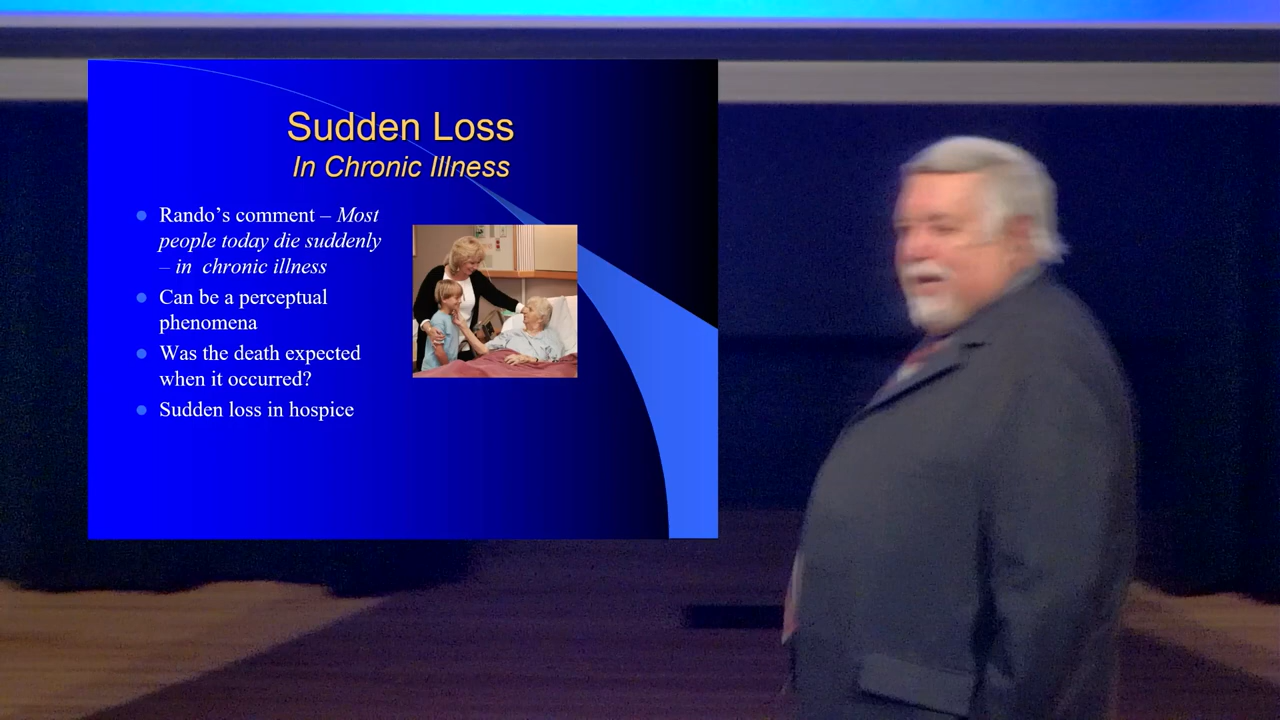 Sudden Loss
In Chronic Illness
Rando’s comment – Most
people today die suddenly
– in chronic illness
Can be a perceptual
phenomena
Was the death expected
when it occurred?
Sudden loss in hospice